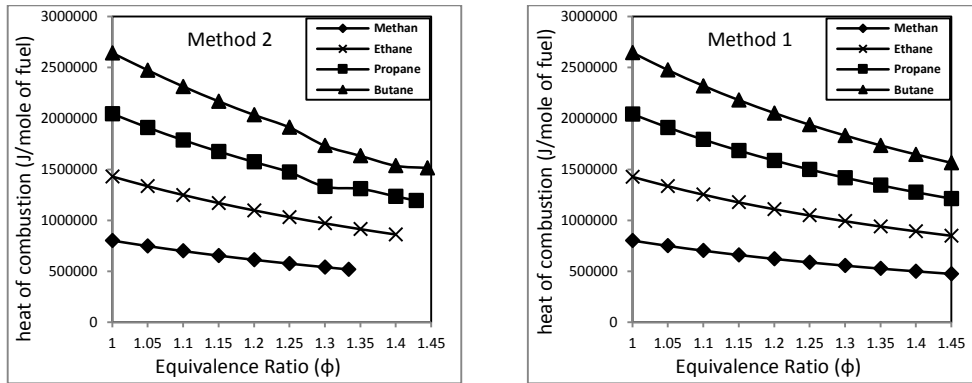 heat of combustion (J/mole of fuel)
3000000
2500000
2000000
1500000
1000000
500000
0
Method 2
Methan
Ethane
Propane
Butane
1 1.05 1.1 1.15 1.2 1.25 1.3 1.35 1.4 1.45
Equivalence Ratio (ϕ)
heat of combustion (J/mole of fuel)
3000000
2500000
2000000
1500000
1000000
500000
0
Method 1
Methan
Ethane
Propane
Butane
1 1.05 1.1 1.15 1.2 1.25 1.3 1.35 1.4 1.45
Equivalence Ratio (ϕ)